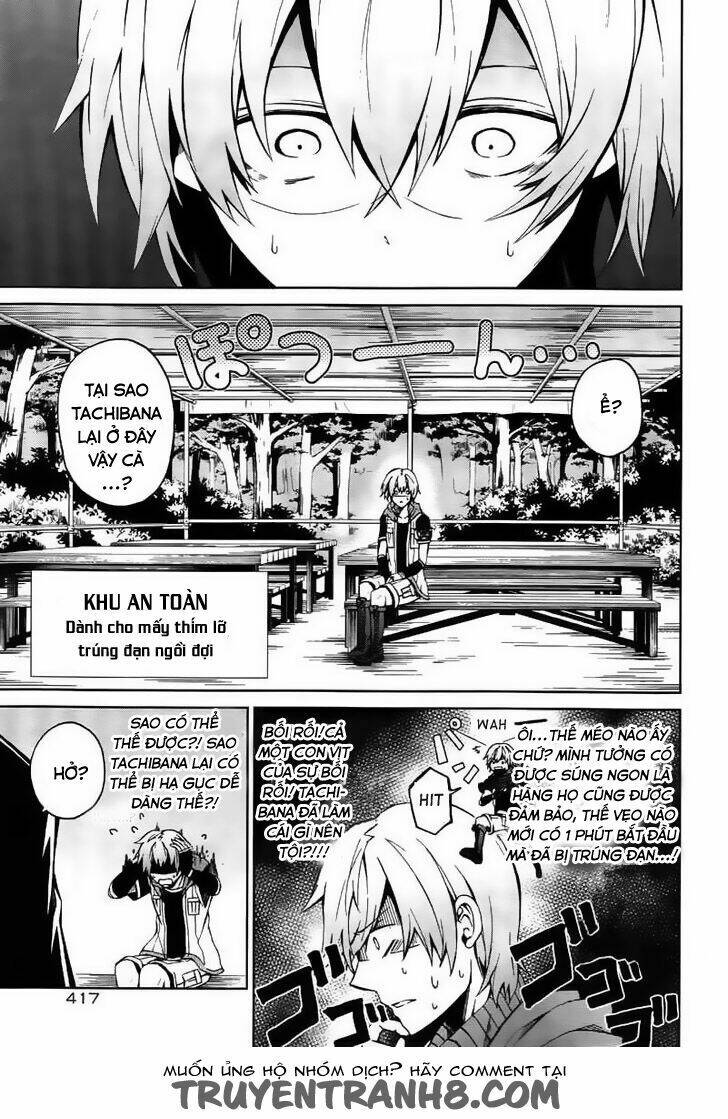 ぽつーん…
Ể?
TẠI SAO
TACHIBANA
LẠI Ở ĐÂY
VẬY CÀ
...?
KHU AN TOÀN
Dành cho mấy thím lỡ
trúng đạn ngồi đợi
WAH
ÔI...THẾ MÉO NÀO ẤY
CHỨ? MÌNH TƯỞNG CÓ
ĐƯỢC SÚNG NGON LÀ
HÀNG HỌ CŨNG ĐƯỢC
ĐẢM BẢO, THẾ VẸO NÀO
MỚI CÓ 1 PHÚT BẮT ĐẦU
MÀ ĐÃ BỊ TRÚNG ĐẠN...!
HIT
BỐI RỐI!CẢ
MỘT CON VỊT
CỦA SỰ BỐI
RỐI! TACHI-
BANA ĐÃ LÀM
CÁI GÌ NÊN
TỘI?!!!
ゴゴゴ
ゴゴゴ
SAO CÓ THỂ
THẾ ĐƯỢC?! SAO
TACHIBANA LẠI CÓ
THỂ BỊ HẠ GỤC DỄ
DÀNG THẾ?!
HỞ?
417
MUỐN ỦNG HỘ NHÓM DỊCH? HÃY COMMENT TẠI
TRUYENTRANH8.COM